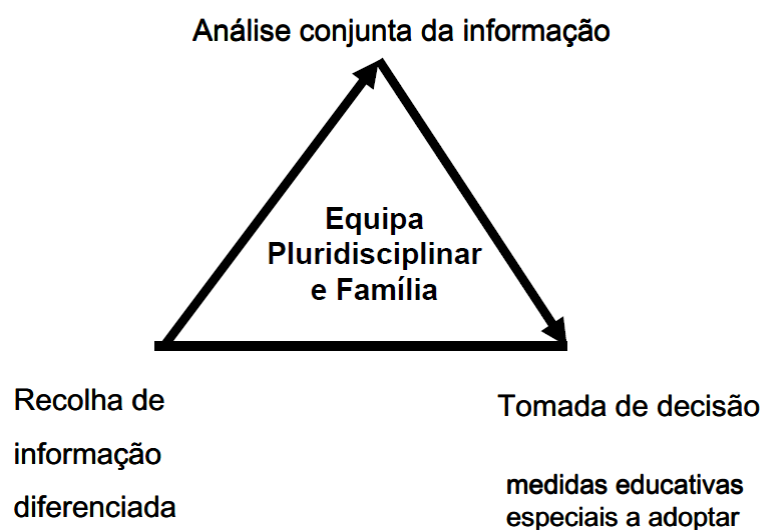 Análise conjunta da informação
Equipa
Pluridisciplinar
e Família
Recolha de
informação
diferenciada
Tomada de decisão
medidas educativas
especiais a adoptar